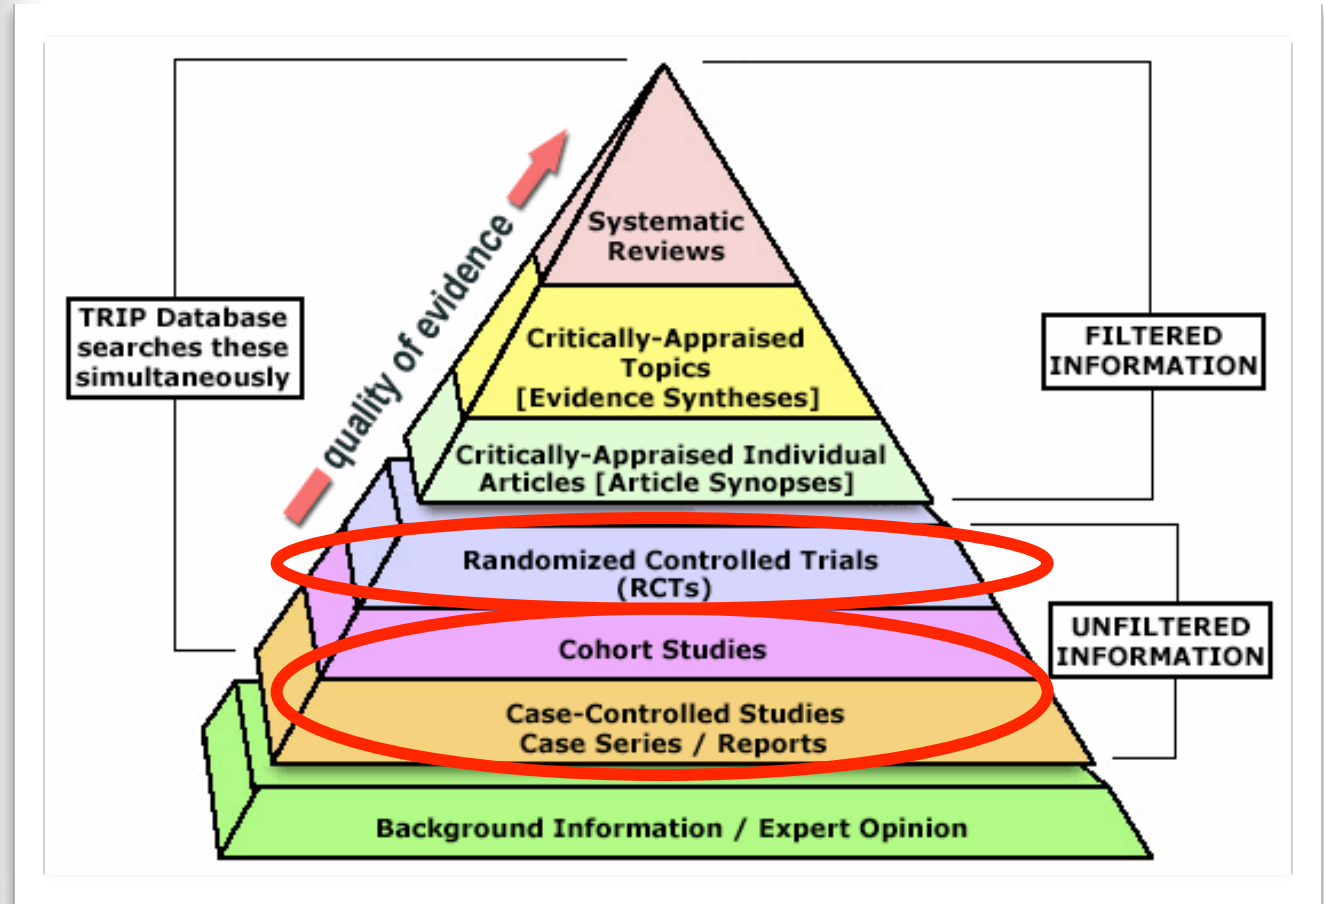 Systematic
Reviews
quality of evidence
TRIP Database
searches these
simultaneously
Critically-Appraised
Topics
[Evidence Syntheses]
FILTERED
INFORMATION
Critically-Appraised Individual
Articles [Article Synopses]
Randomized Controlled Trials
(RCTs)
Cohort Studies
UNFILTERED
INFORMATION
Case-Controlled Studies
Case Series / Reports
Background Information / Expert Opinion